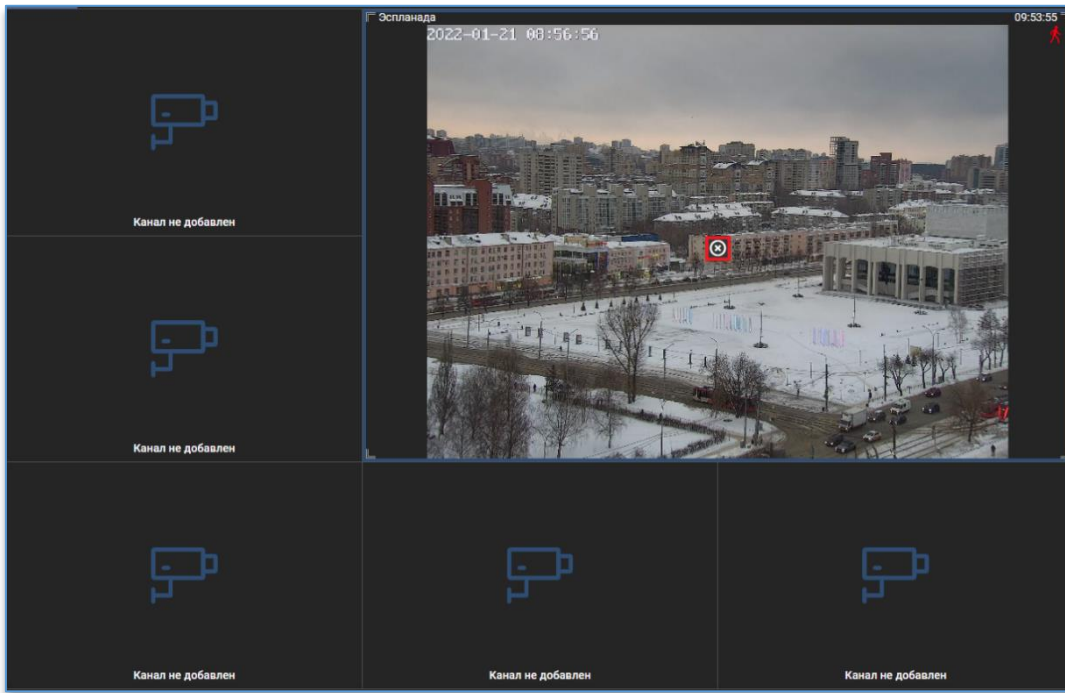 Эспланада
09:53:55
2022-01-21 08:56:56
Канал не добавлен
Канал не добавлен
Канал не добавлен
Канал не добавлен
Канал не добавлен